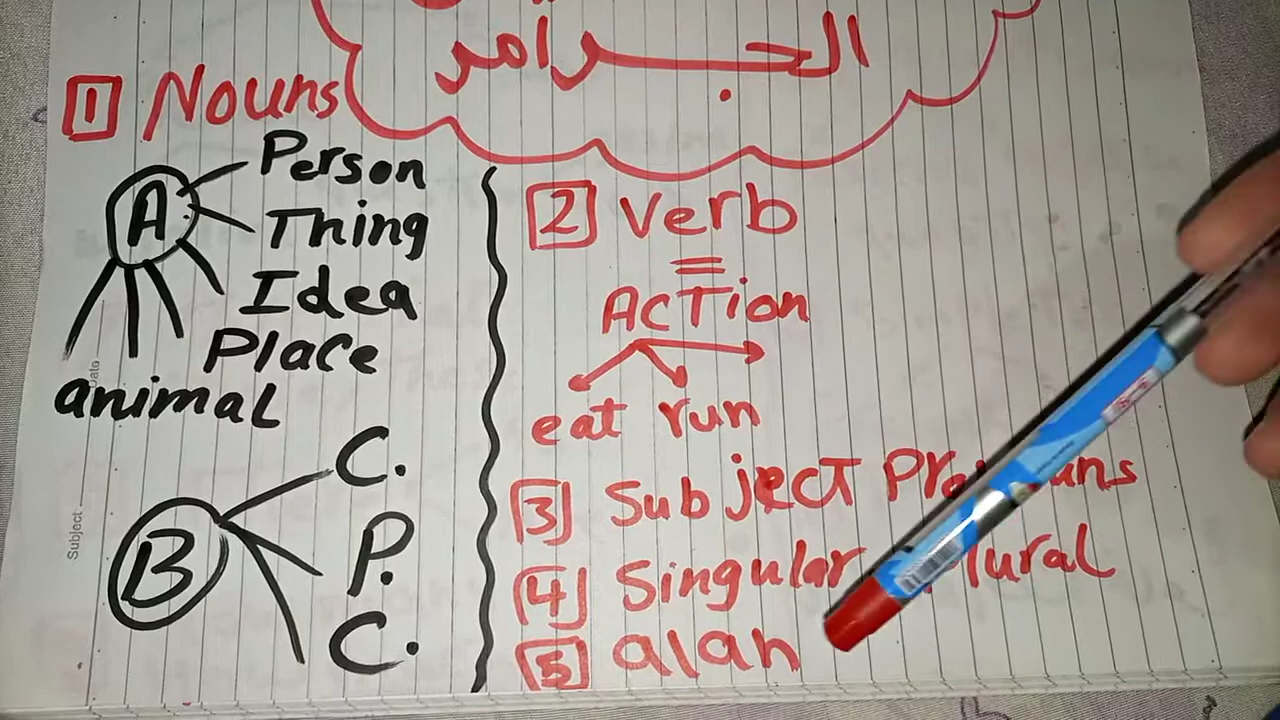 الجرامر
1 Nouns
A
Person
Thing
Idea
Place
animal
B
C.
P.
C.
2 Verb
=
ACTion
eat run
3 SubjecT
4 Singular
5 a/an
Subject